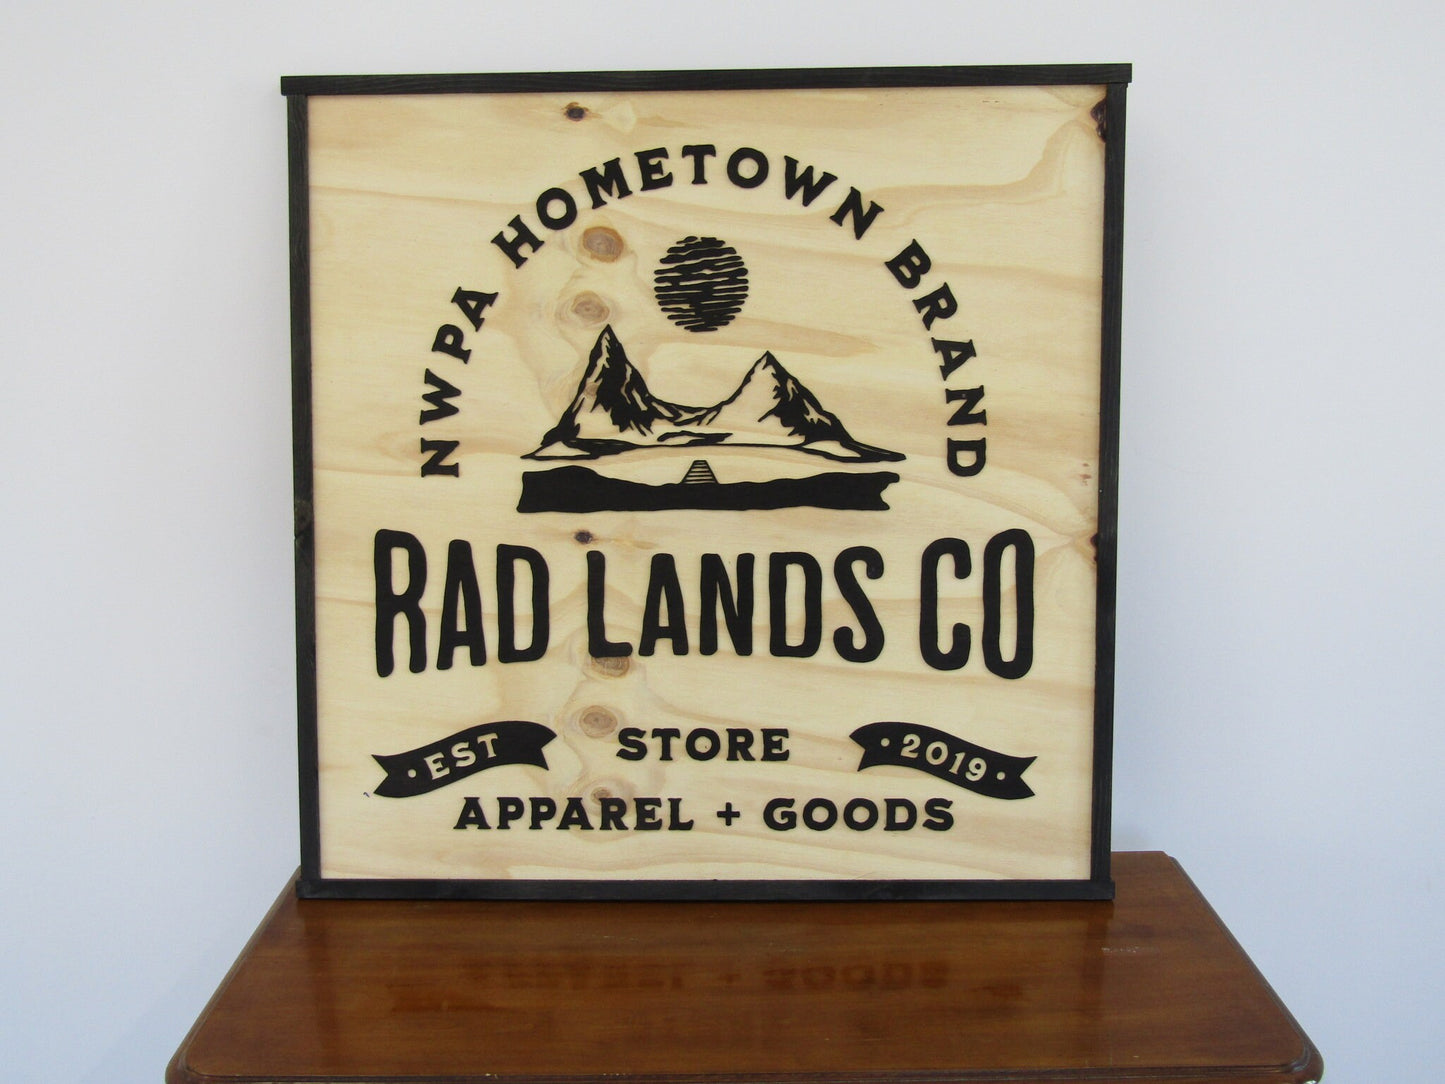 NWPA HOMETOWN BRAND
RAD LANDS CO
EST
STORE
2019
APPAREL + GOODS